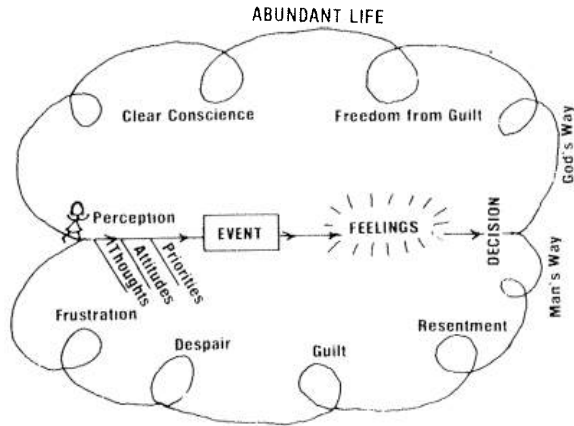 ABUNDANT LIFE
Clear Conscience
Freedom from Guilt
God's Way
Perception
EVENT
FEELINGS
DECISION
Thoughts
Attitudes
Priorities
Man's Way
Frustration
Despair
Guilt
Resentment